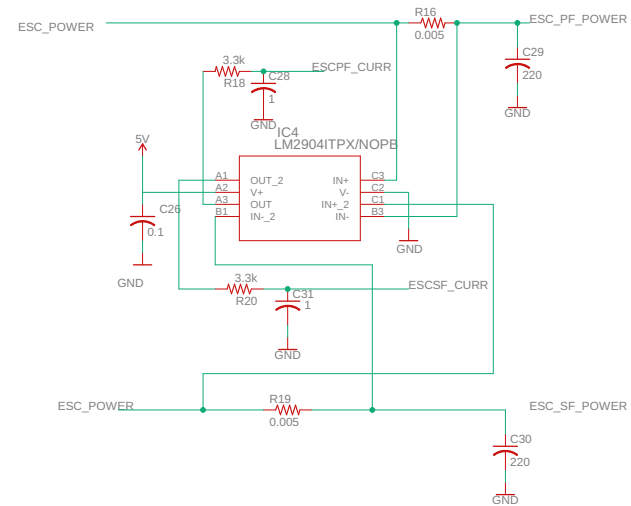 R16
ESC_POWER
ESC_PF_POWER
0.005
C29
220
GND
3.3k
ESCPF_CURR
R18
C28
1
GND
IC4
LM2904ITPX/NOPB
5V
A1
OUT_2
IN+
C3
A2
V+
V-
C2
A3
OUT
IN+_2
C1
B1
IN-_2
IN-
B3
C26
0.1
GND
GND
3.3k
R20
ESCSF_CURR
C31
1
GND
ESC_POWER
R19
0.005
ESC_SF_POWER
C30
220
GND